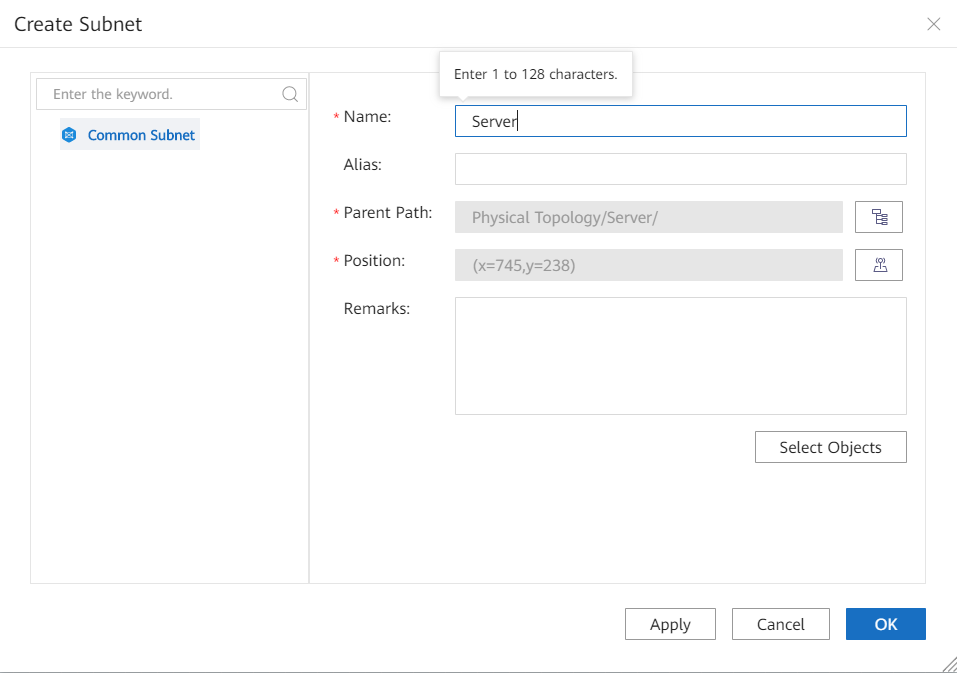 Create Subnet
Enter 1 to 128 characters.
Enter the keyword.
Common Subnet
* Name:
Server
Alias:
* Parent Path:
Physical Topology/Server/
* Position:
(x=745,y=238)
Remarks:
Select Objects
Apply
Cancel
OK